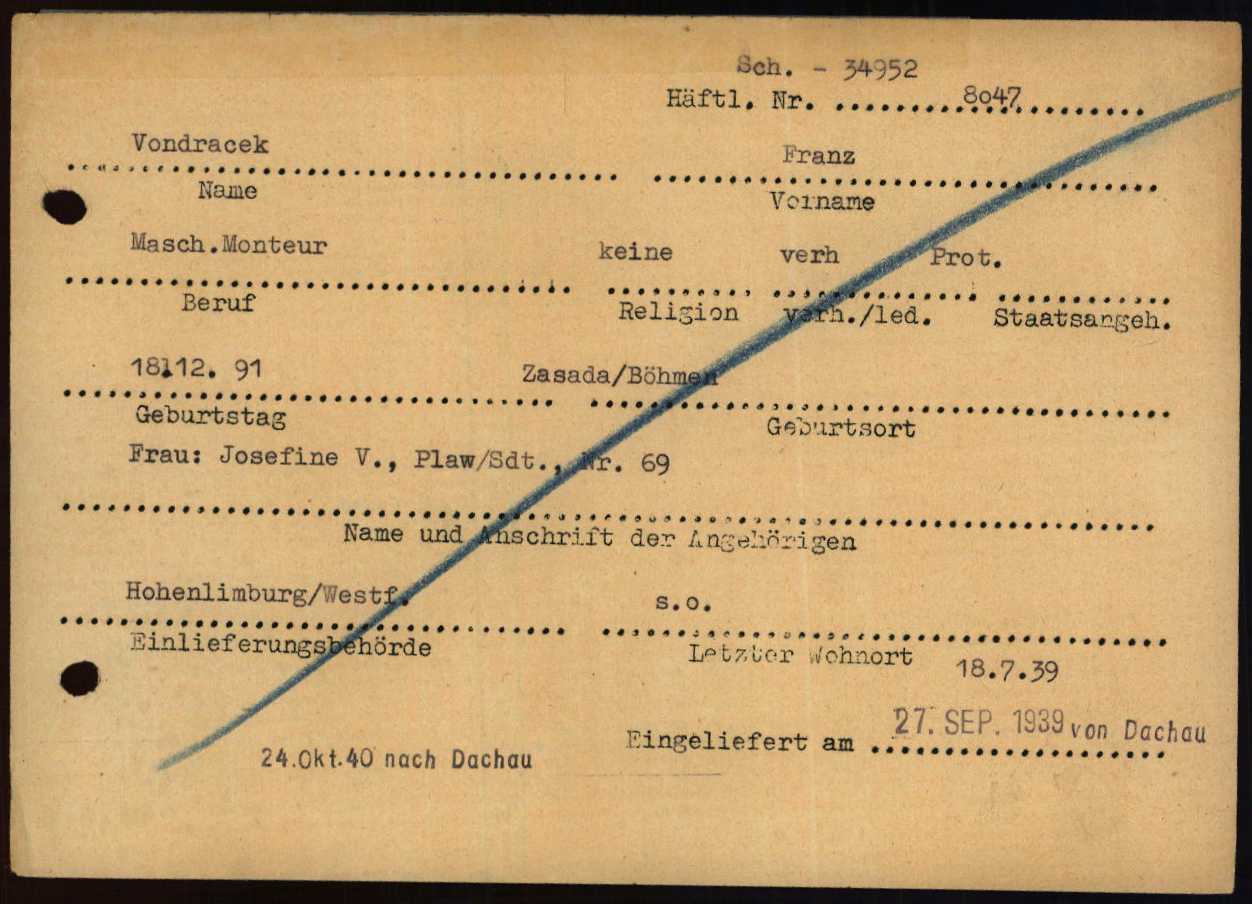 Sch. - 34952
Häftl. Nr. 8o47
Vondracek Franz
Name Vorname
Masch.Monteur keine verh Prot.
Beruf Religion verh./led. Staatsangeh.
18.12. 91 Zasada/Böhmen
Geburtstag Geburtsort
Frau: Josefine V., Plaw/Sdt., Nr. 69
Name und Anschrift der Angehörigen
Hohenlimburg/Westf. s.o.
Einlieferungsbehörde Letzter Wohnort
18.7.39
Eingeliefert am 27. SEP. 1939 von Dachau
24.Okt.40 nach Dachau